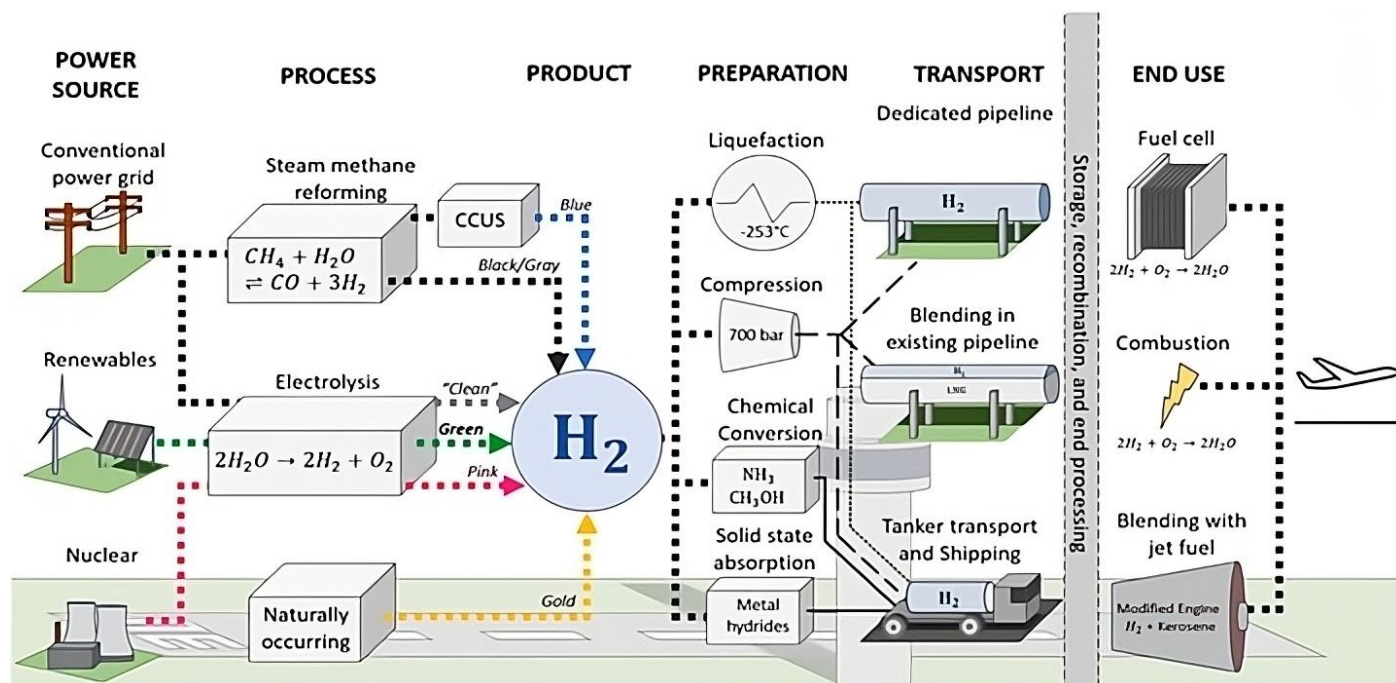 POWER
SOURCE
PROCESS
PRODUCT
PREPARATION
TRANSPORT
END USE
Conventional
power grid
Renewables
Nuclear
Steam methane
reforming
CH₄ + H₂O
⇌ CO + 3H₂
CCUS
Blue
Black/Gray
Electrolysis
2H₂O → 2H₂ + O₂
"Clean"
Green
Pink
Naturally
occurring
Gold
H₂
Liquefaction
-253°C
Compression
700 bar
Chemical
Conversion
NH₃
CH₃OH
Solid state
absorption
Metal
hydrides
Dedicated pipeline
H₂
Blending in
existing pipeline
Tanker transport
and Shipping
H₂
Storage, recombination, and end processing
Fuel cell
2H₂ + O₂ → 2H₂O
Combustion
2H₂ + O₂ → 2H₂O
Blending with
jet fuel
Modified Engine
H₂ + Kerosene